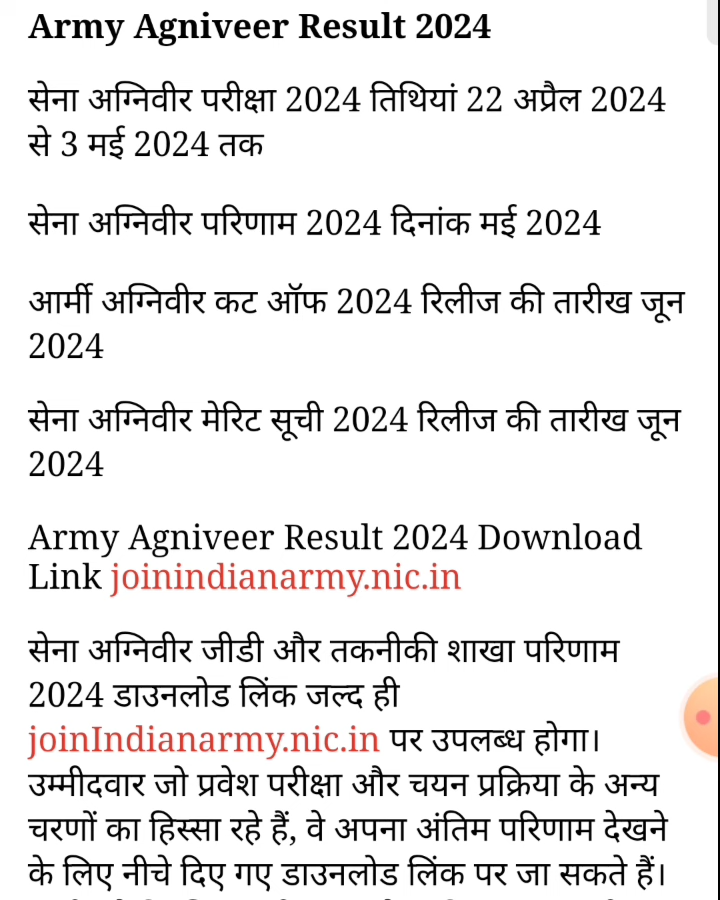 Army Agniveer Result 2024
सेना अग्निवीर परीक्षा 2024 तिथियां 22 अप्रैल 2024
से 3 मई 2024 तक
सेना अग्निवीर परिणाम 2024 दिनांक मई 2024
आर्मी अग्निवीर कट ऑफ 2024 रिलीज की तारीख जून
2024
सेना अग्निवीर मेरिट सूची 2024 रिलीज की तारीख जून
2024
Army Agniveer Result 2024 Download
Link joinindianarmy.nic.in
सेना अग्निवीर जीडी और तकनीकी शाखा परिणाम
2024 डाउनलोड लिंक जल्द ही
joinIndianarmy.nic.in पर उपलब्ध होगा।
उम्मीदवार जो प्रवेश परीक्षा और चयन प्रक्रिया के अन्य
चरणों का हिस्सा रहे हैं, वे अपना अंतिम परिणाम देखने
के लिए नीचे दिए गए डाउनलोड लिंक पर जा सकते हैं।